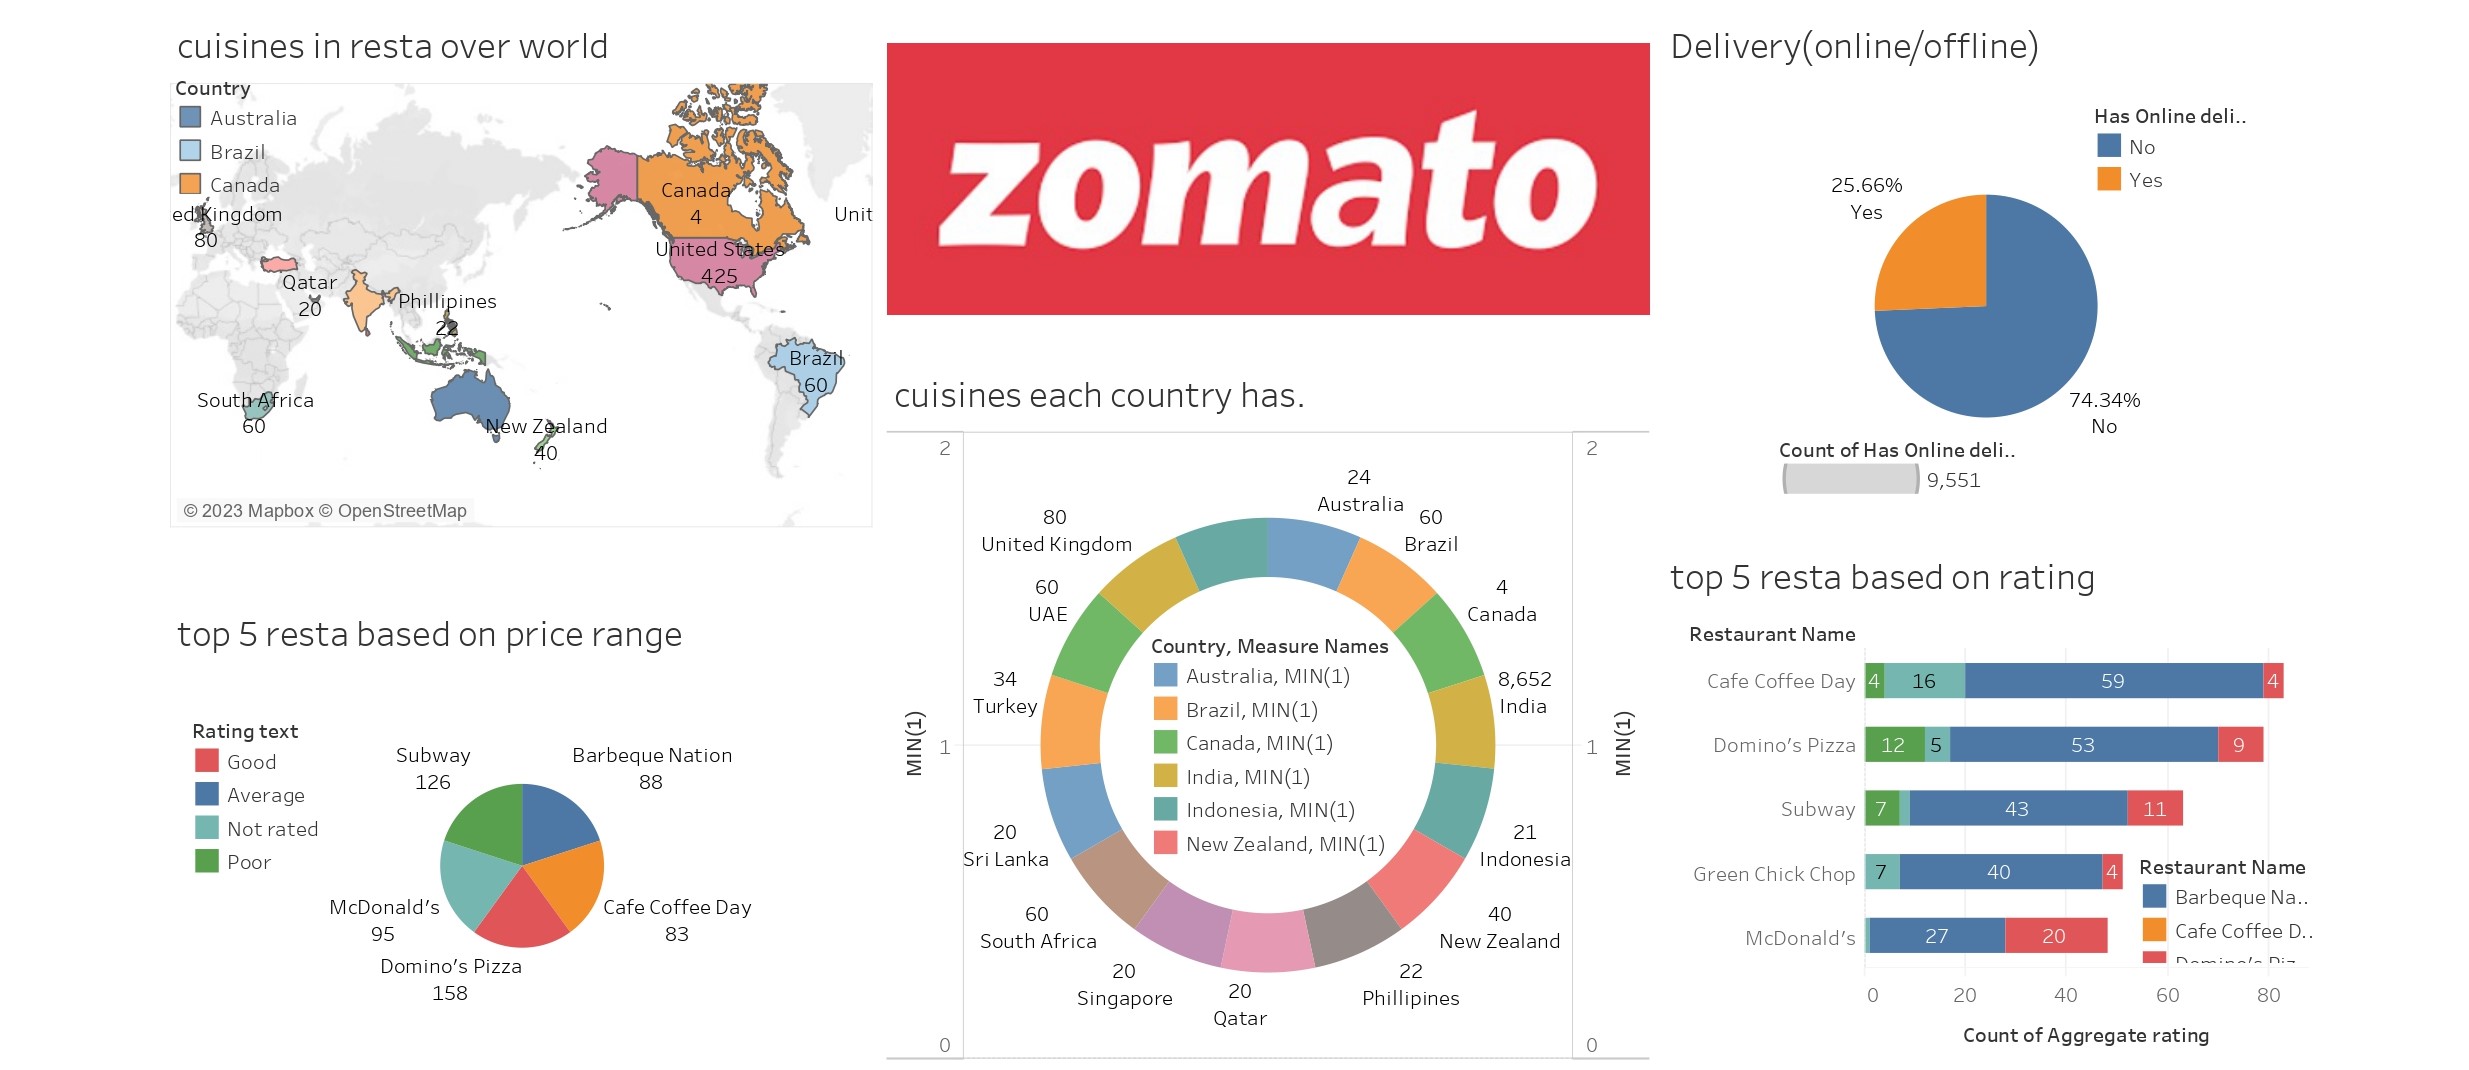 cuisines in resta over world
Country
Australia
Brazil
Canada
ed Kingdom
80
Canada
4
Unit
United States
425
Qatar
20
Phillipines
22
Brazil
60
South Africa
60
New Zealand
40
© 2023 Mapbox © OpenStreetMap
top 5 resta based on price range
Rating text
Good
Average
Not rated
Poor
Subway
126
Barbeque Nation
88
McDonald's
95
Cafe Coffee Day
83
Domino's Pizza
158
zomato
cuisines each country has.
2
2
24
Australia
80
United Kingdom
60
Brazil
60
UAE
4
Canada
34
Turkey
8,652
India
MIN(1)
1
1
MIN(1)
Country, Measure Names
Australia, MIN(1)
Brazil, MIN(1)
Canada, MIN(1)
India, MIN(1)
Indonesia, MIN(1)
New Zealand, MIN(1)
20
Sri Lanka
21
Indonesia
60
South Africa
40
New Zealand
20
Singapore
20
Qatar
22
Phillipines
0
0
Delivery(online/offline)
Has Online deli..
No
Yes
25.66%
Yes
74.34%
No
Count of Has Online deli..
9,551
top 5 resta based on rating
Restaurant Name
Cafe Coffee Day
4 16 59 4
Domino's Pizza
12 5 53 9
Subway
7 43 11
Green Chick Chop
7 40 4
McDonald's
27 20
Restaurant Name
Barbeque Na..
Cafe Coffee D..
Domino's Piz..
0 20 40 60 80
Count of Aggregate rating